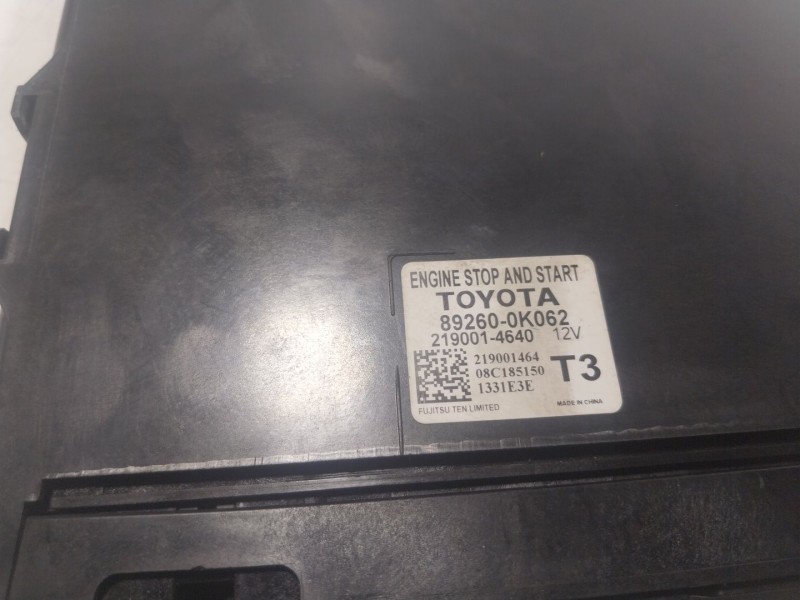 ENGINE STOP AND START
TOYOTA
89260-0K062
219001-4640 12V
219001464
08C185150
1331E3E
T3
FUJITSU TEN LIMITED
MADE IN CHINA